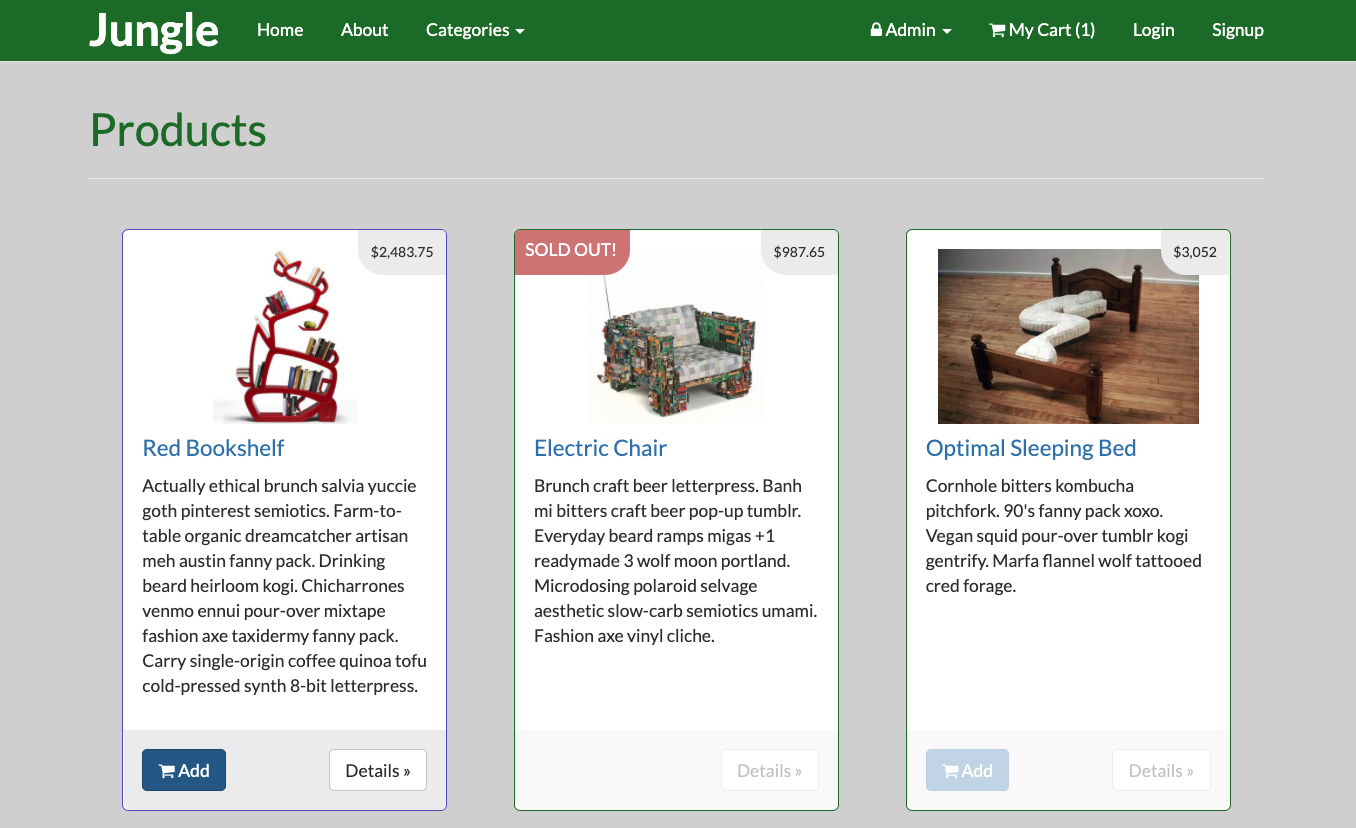 Jungle Home About Categories Admin My Cart (1) Login Signup
Products
$2,483.75
Red Bookshelf
Actually ethical brunch salvia yuccie
goth pinterest semiotics. Farm-to-
table organic dreamcatcher artisan
meh austin fanny pack. Drinking
beard heirloom kogi. Chicharrones
venmo ennui pour-over mixtape
fashion axe taxidermy fanny pack.
Carry single-origin coffee quinoa tofu
cold-pressed synth 8-bit letterpress.
Add Details »
SOLD OUT! $987.65
Electric Chair
Brunch craft beer letterpress. Banh
mi bitters craft beer pop-up tumblr.
Everyday beard ramps migas +1
readymade 3 wolf moon portland.
Microdosing polaroid selvage
aesthetic slow-carb semiotics umami.
Fashion axe vinyl cliche.
Details »
$3,052
Optimal Sleeping Bed
Cornhole bitters kombucha
pitchfork. 90's fanny pack xoxo.
Vegan squid pour-over tumblr kogi
gentrify. Marfa flannel wolf tattooed
cred forage.
Add Details »